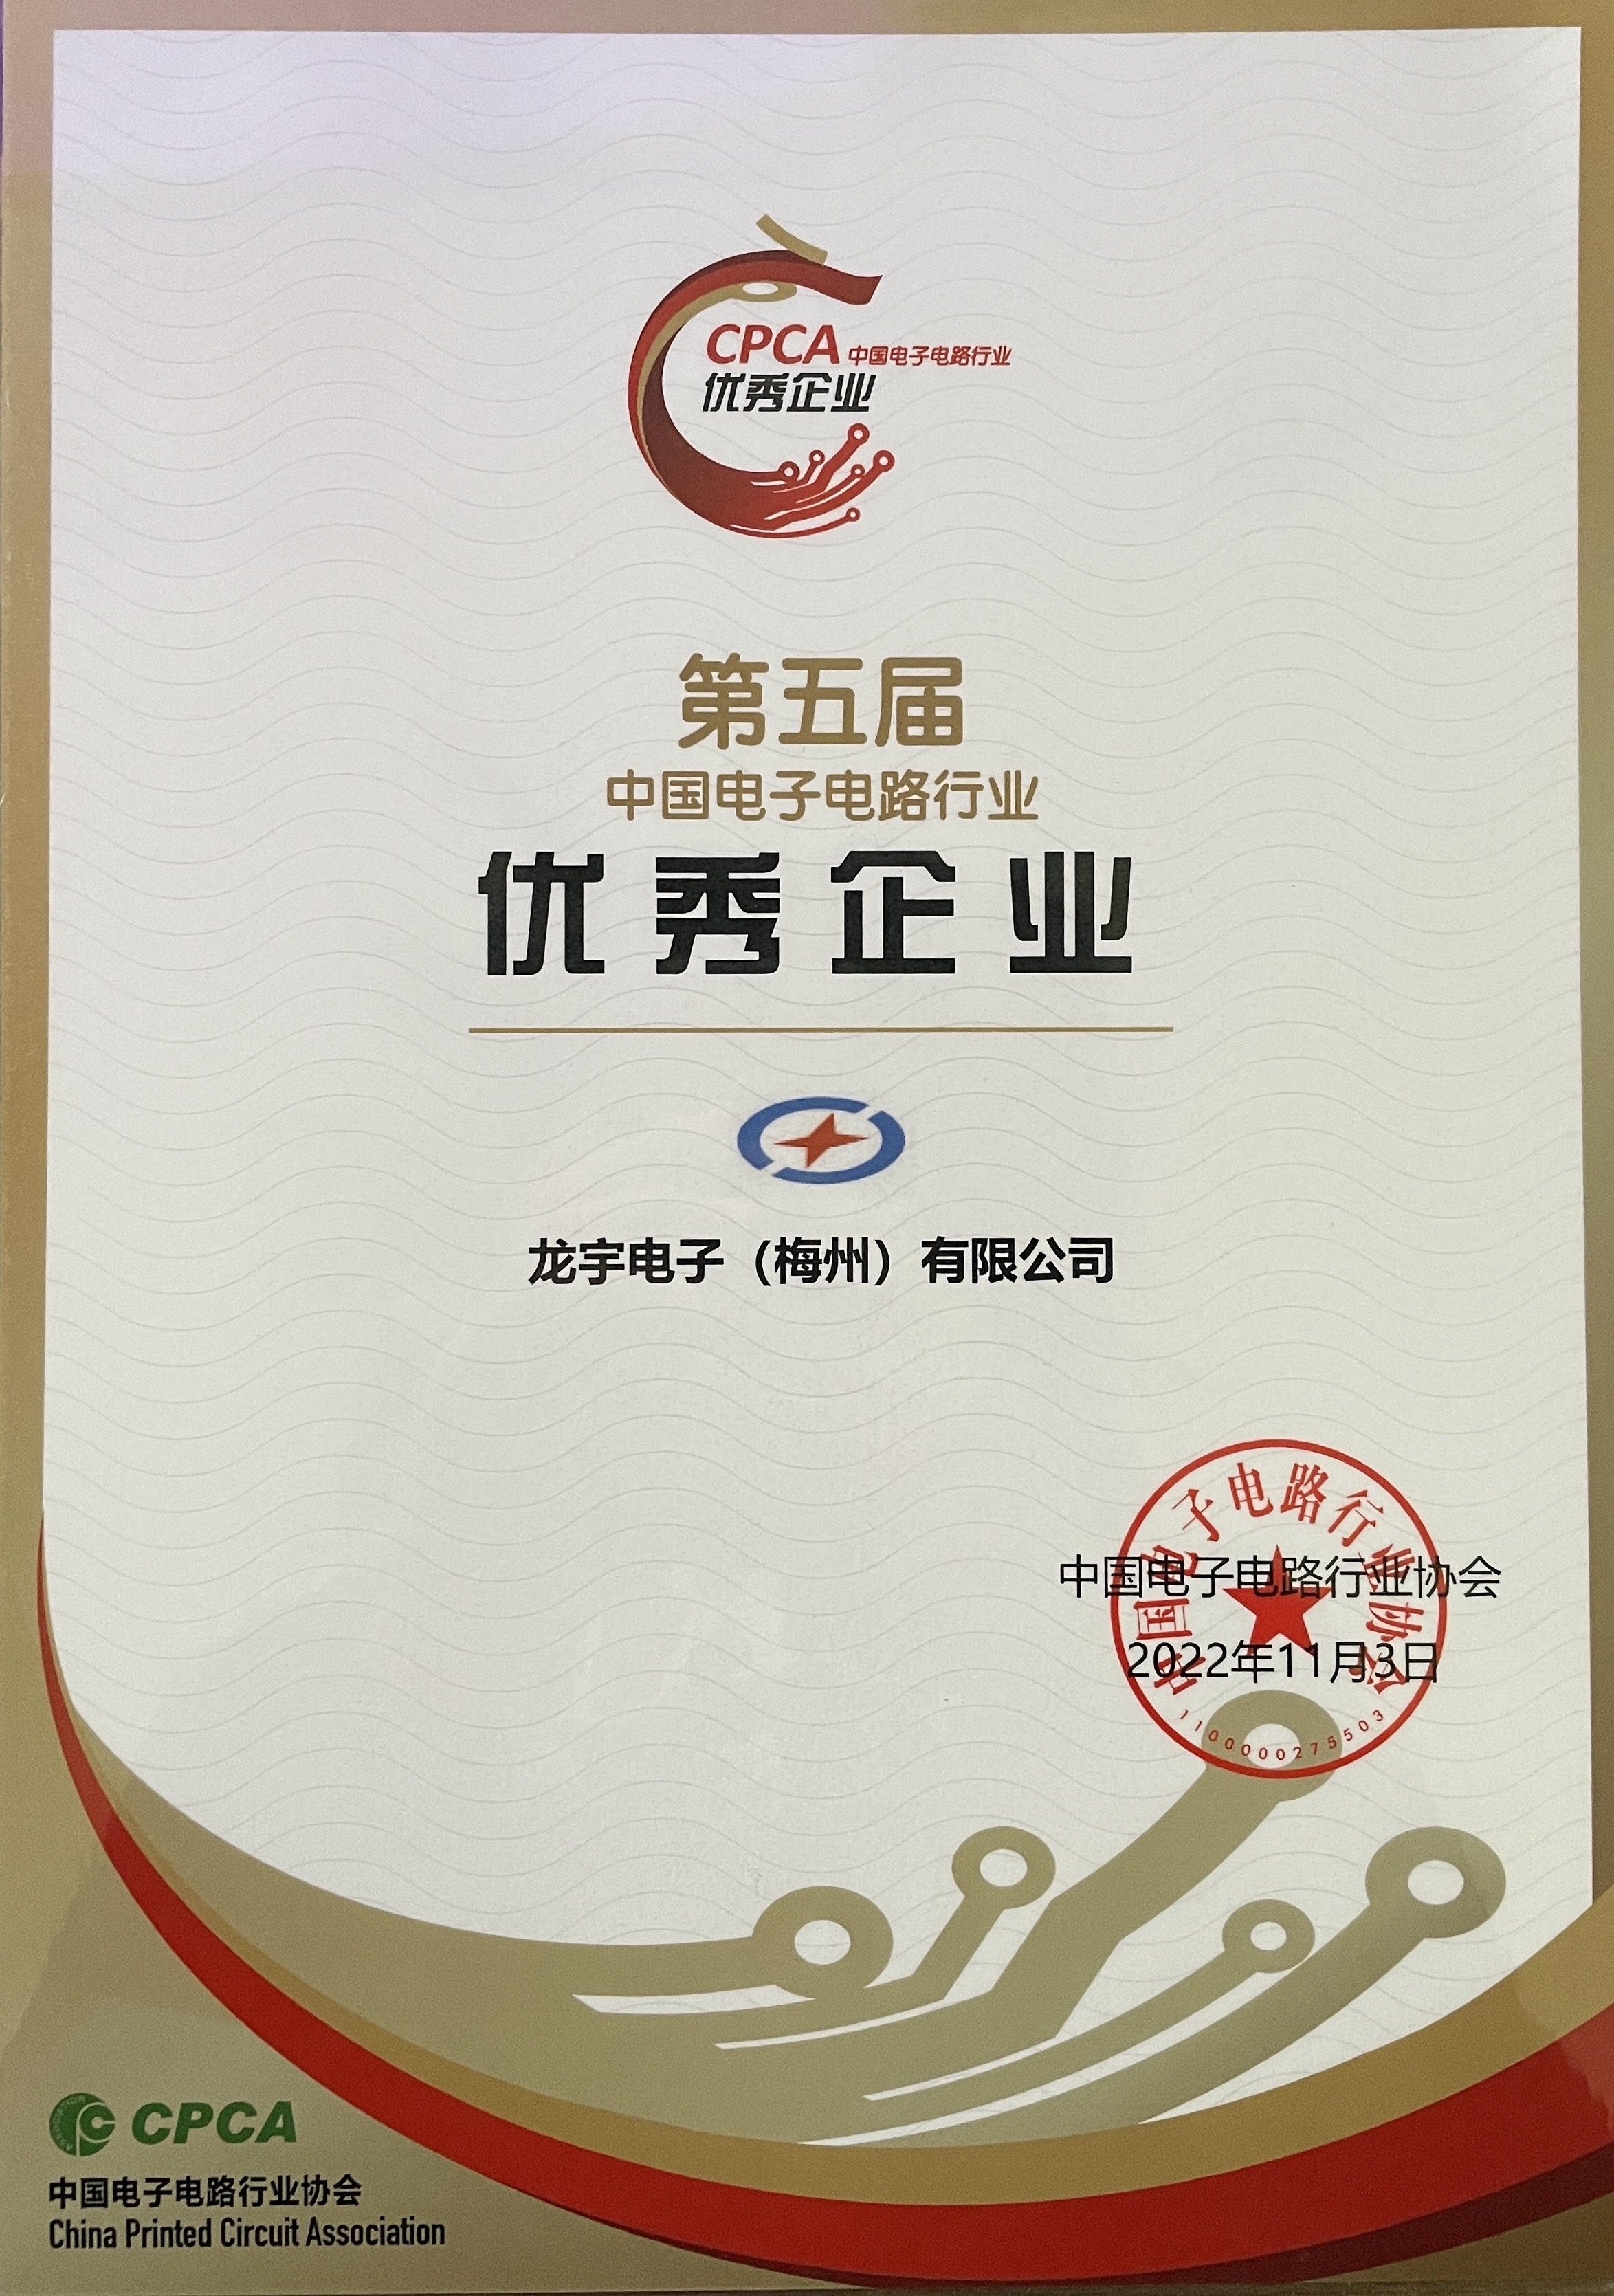 CPCA 中国电子电路行业
优秀企业
第五届
中国电子电路行业
优秀企业
龙宇电子（梅州）有限公司
中国电子电路行业协会
中国电子电路行业协会
2022年11月3日
1100000275503
CPCA
中国电子电路行业协会
China Printed Circuit Association